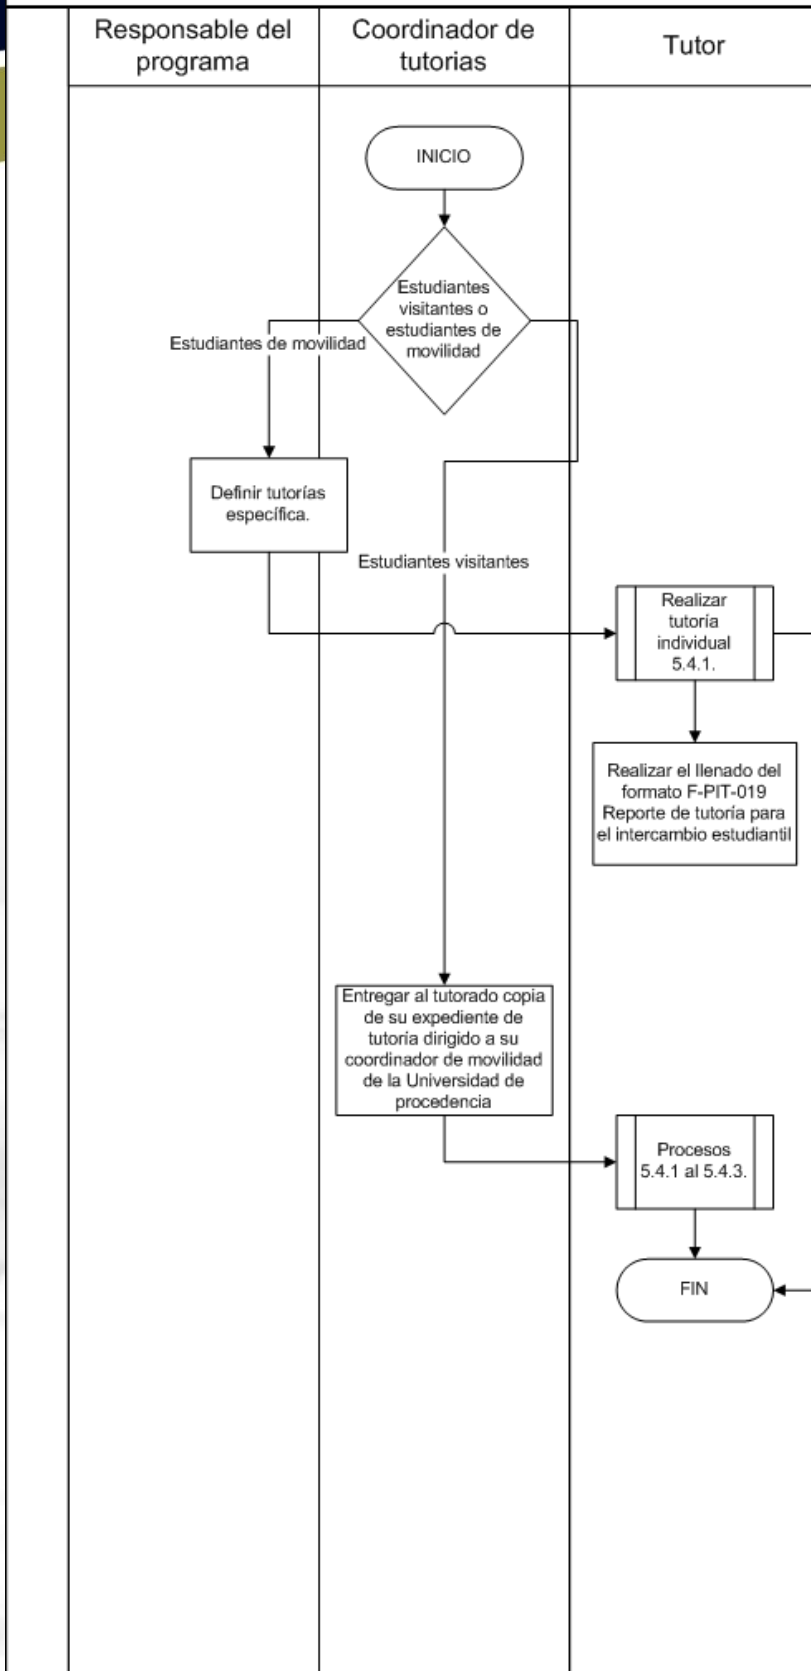 Responsable del
programa
Coordinador de
tutorias
Tutor
INICIO
Estudiantes
visitantes o
estudiantes de
movilidad
Estudiantes de movilidad
Definir tutorías
específica.
Estudiantes visitantes
Realizar
tutoría
individual
5.4.1.
Realizar el llenado del
formato F-PIT-019
Reporte de tutoría para
el intercambio estudiantil
Entregar al tutorado copia
de su expediente de
tutoría dirigido a su
coordinador de movilidad
de la Universidad de
procedencia
Procesos
5.4.1 al 5.4.3.
FIN